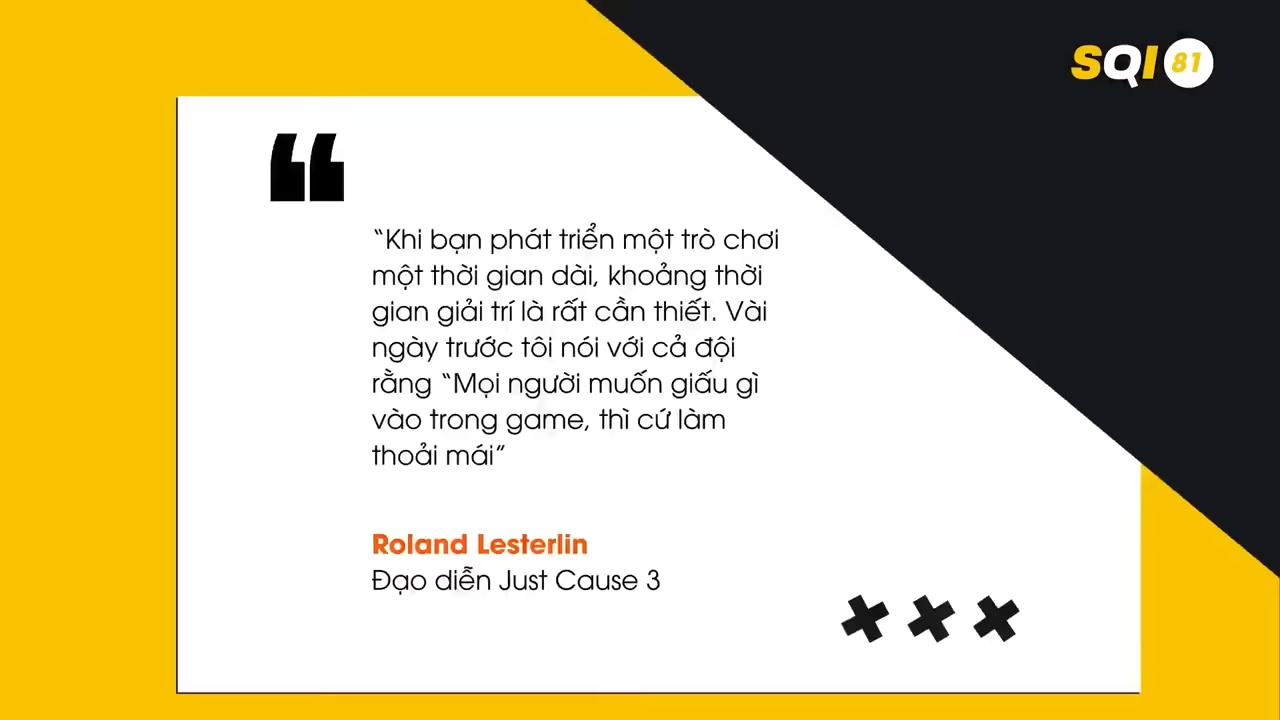 SQI 81
“Khi bạn phát triển một trò chơi
một thời gian dài, khoảng thời
gian giải trí là rất cần thiết. Vài
ngày trước tôi nói với cả đội
rằng “Mọi người muốn giấu gì
vào trong game, thì cứ làm
thoải mái”
Roland Lesterlin
Đạo diễn Just Cause 3